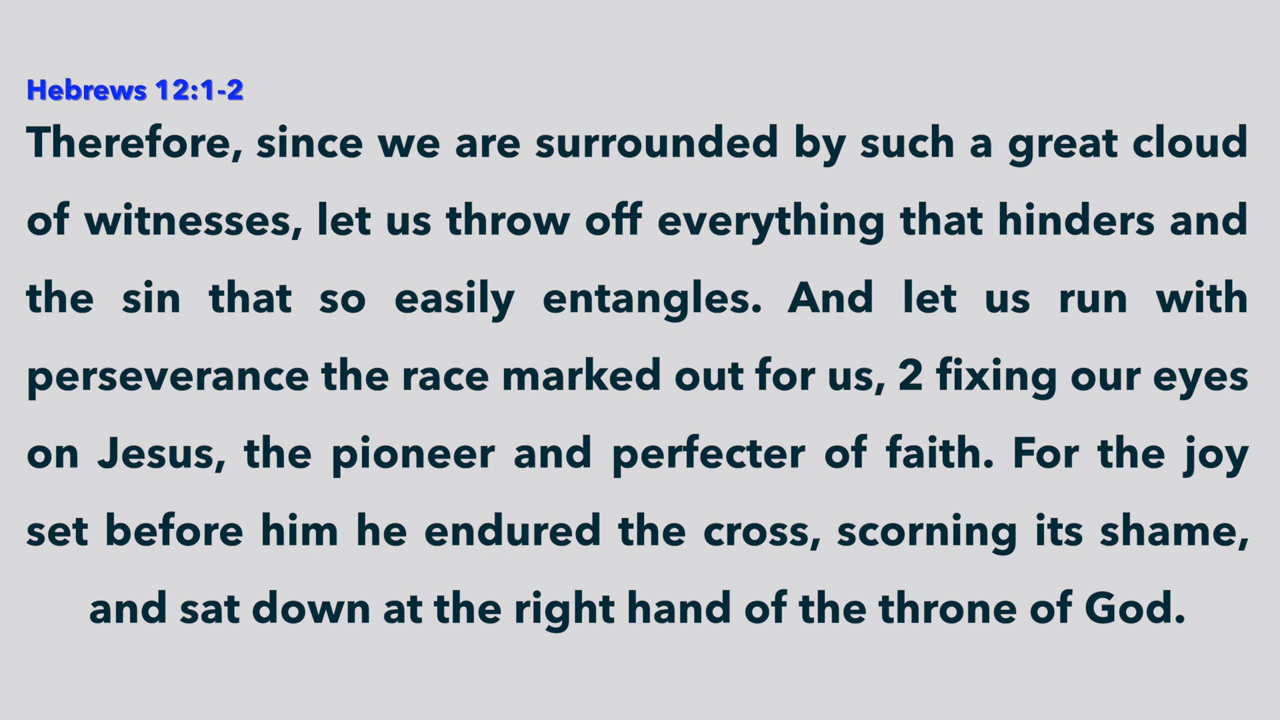 Hebrews 12:1-2
Therefore, since we are surrounded by such a great cloud
of witnesses, let us throw off everything that hinders and
the sin that so easily entangles. And let us run with
perseverance the race marked out for us, 2 fixing our eyes
on Jesus, the pioneer and perfecter of faith. For the joy
set before him he endured the cross, scorning its shame,
and sat down at the right hand of the throne of God.